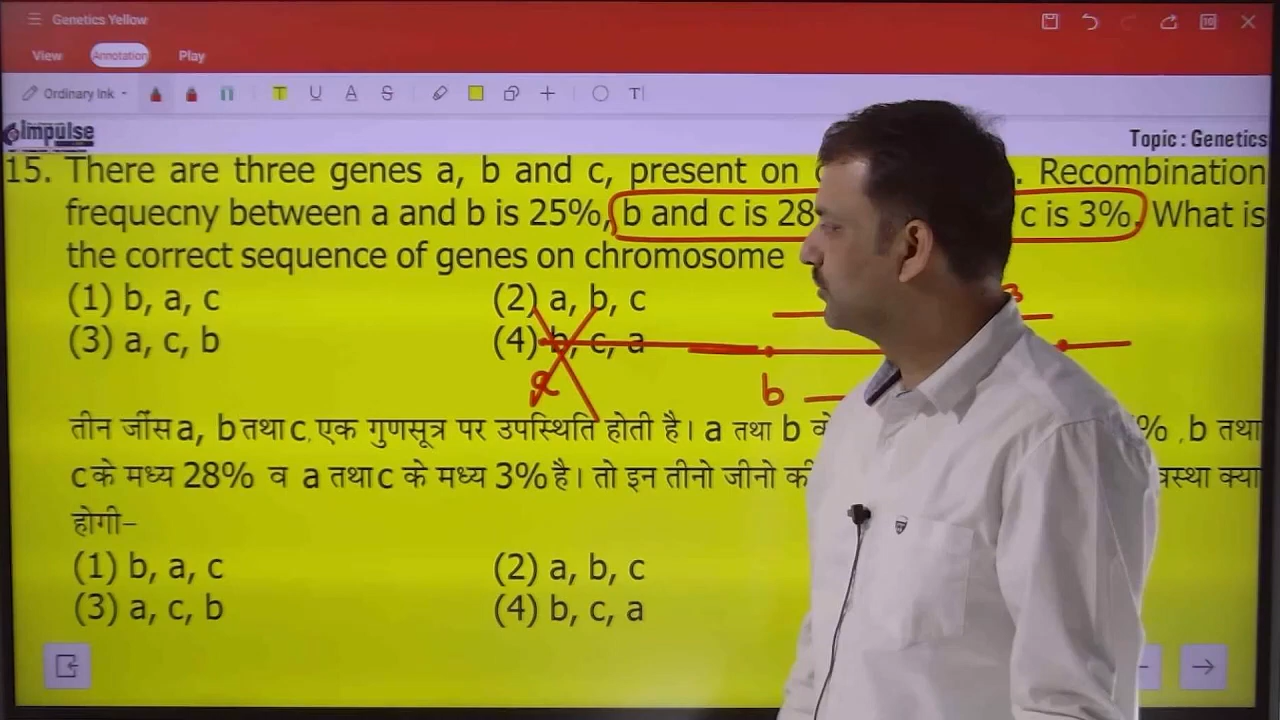 Genetics Yellow
View Annotation Play
Ordinary Ink
Impulse
Topic : Genetics
15. There are three genes a, b and c, present on . Recombination
frequecny between a and b is 25%, b and c is 28 c is 3%. What is
the correct sequence of genes on chromosome
(1) b, a, c (2) a, b, c
3
(3) a, c, b (4) b, c, a
b
तीन जींस a, b तथा c, एक गुणसूत्र पर उपस्थिति होती है। a तथा b % , b तथा
c के मध्य 28% व a तथा c के मध्य 3% है। तो इन तीनो जीनो की क्या
होगी–
(1) b, a, c (2) a, b, c
(3) a, c, b (4) b, c, a